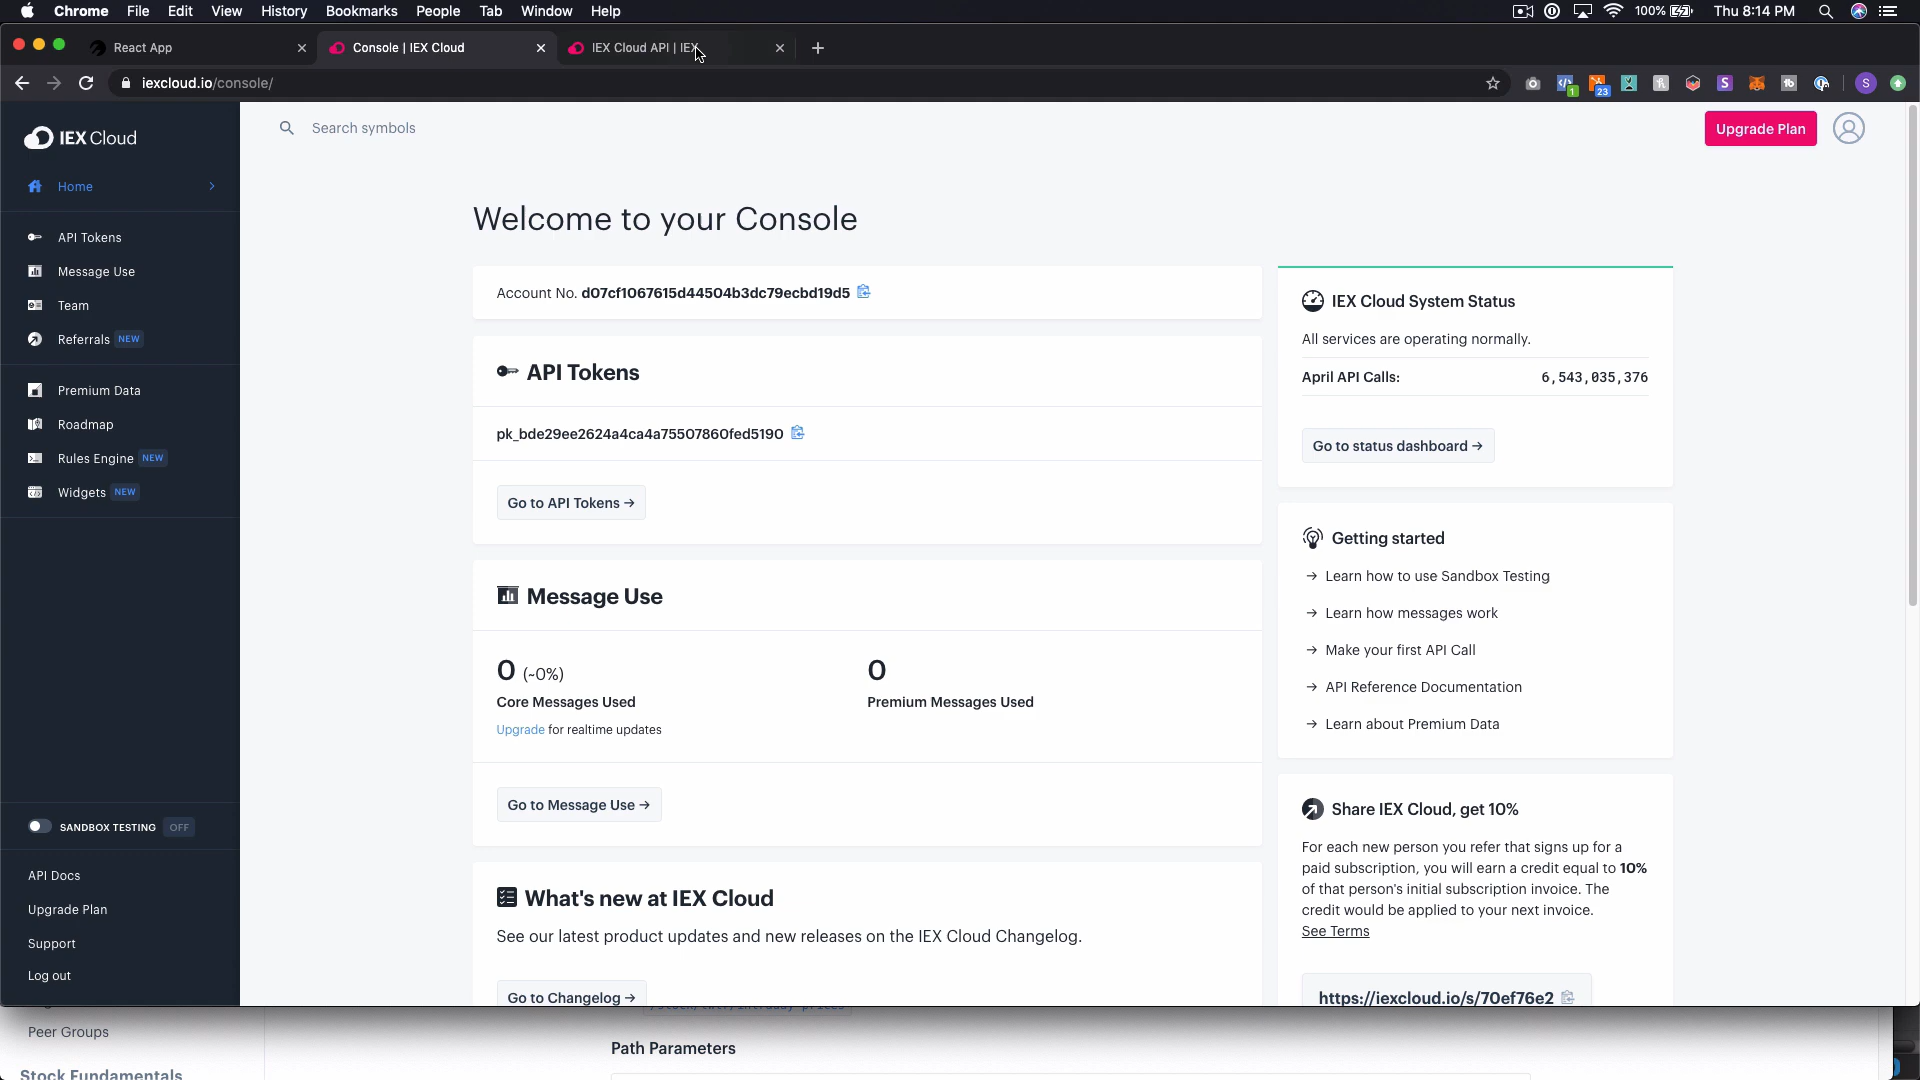 Chrome File Edit View History Bookmarks People Tab Window Help
100% Thu 8:14 PM
React App
Console | IEX Cloud
IEX Cloud API | IEX
iexcloud.io/console/
1
23
S
tb
S
IEX Cloud
Home
API Tokens
Message Use
Team
Referrals NEW
Premium Data
Roadmap
Rules Engine NEW
Widgets NEW
SANDBOX TESTING OFF
API Docs
Upgrade Plan
Support
Log out
Search symbols
Upgrade Plan
Welcome to your Console
Account No. d07cf1067615d44504b3dc79ecbd19d5
API Tokens
pk_bde29ee2624a4ca4a75507860fed5190
Go to API Tokens →
Message Use
0 (~0%)
Core Messages Used
Upgrade for realtime updates
0
Premium Messages Used
Go to Message Use →
What's new at IEX Cloud
See our latest product updates and new releases on the IEX Cloud Changelog.
Go to Changelog →
IEX Cloud System Status
All services are operating normally.
April API Calls: 6,543,035,376
Go to status dashboard →
Getting started
→ Learn how to use Sandbox Testing
→ Learn how messages work
→ Make your first API Call
→ API Reference Documentation
→ Learn about Premium Data
Share IEX Cloud, get 10%
For each new person you refer that signs up for a
paid subscription, you will earn a credit equal to 10%
of that person's initial subscription invoice. The
credit would be applied to your next invoice.
See Terms
https://iexcloud.io/s/70ef76e2
Peer Groups
Stock Fundamentals
Path Parameters